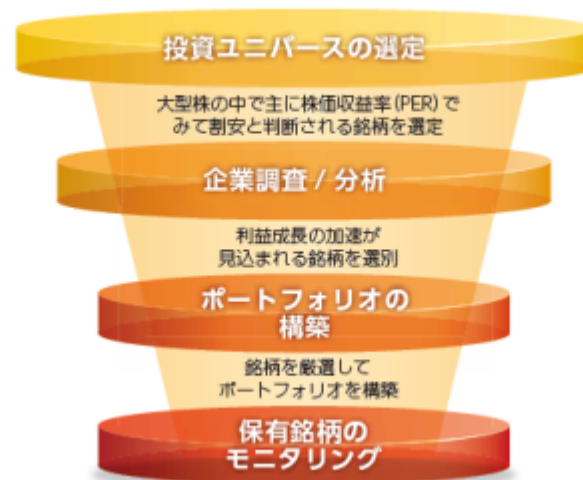 投資ユニバースの選定
大型株の中で主に株価収益率(PER)で
みて割安と判断される銘柄を選定
企業調査 / 分析
利益成長の加速が
見込まれる銘柄を選別
ポートフォリオの
構築
銘柄を厳選して
ポートフォリオを構築
保有銘柄の
モニタリング